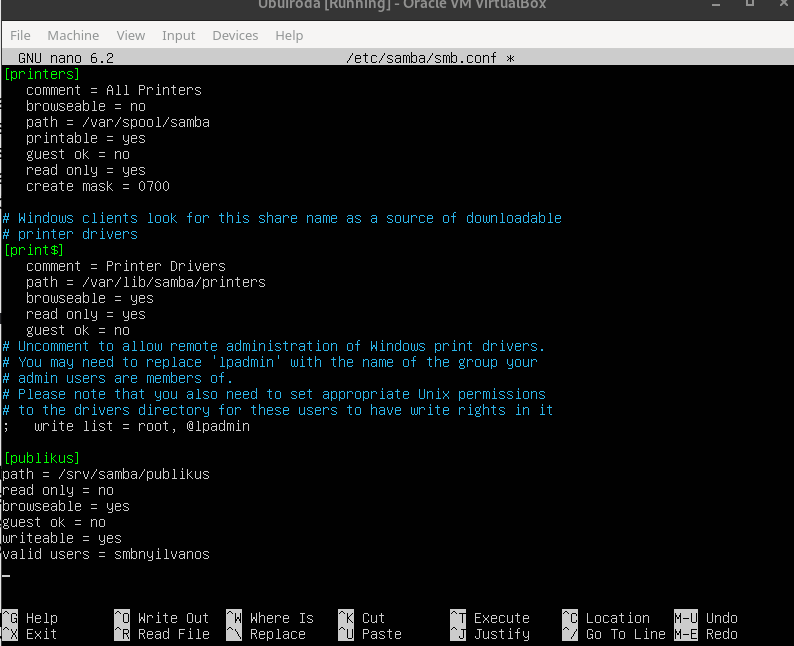 Ubuiroda [Running] - Oracle VM VirtualBox
File Machine View Input Devices Help
GNU nano 6.2 /etc/samba/smb.conf *
[printers]
comment = All Printers
browseable = no
path = /var/spool/samba
printable = yes
guest ok = no
read only = yes
create mask = 0700
# Windows clients look for this share name as a source of downloadable
# printer drivers
[print$]
comment = Printer Drivers
path = /var/lib/samba/printers
browseable = yes
read only = yes
guest ok = no
# Uncomment to allow remote administration of Windows print drivers.
# You may need to replace 'lpadmin' with the name of the group your
# admin users are members of.
# Please note that you also need to set appropriate Unix permissions
# to the drivers directory for these users to have write rights in it
; write list = root, @lpadmin
[publikus]
path = /srv/samba/publikus
read only = no
browseable = yes
guest ok = no
writeable = yes
valid users = smbnyilvanos
^G Help ^O Write Out ^W Where Is ^K Cut ^T Execute ^C Location M-U Undo
^X Exit ^R Read File ^\ Replace ^U Paste ^J Justify ^/ Go To Line M-E Redo